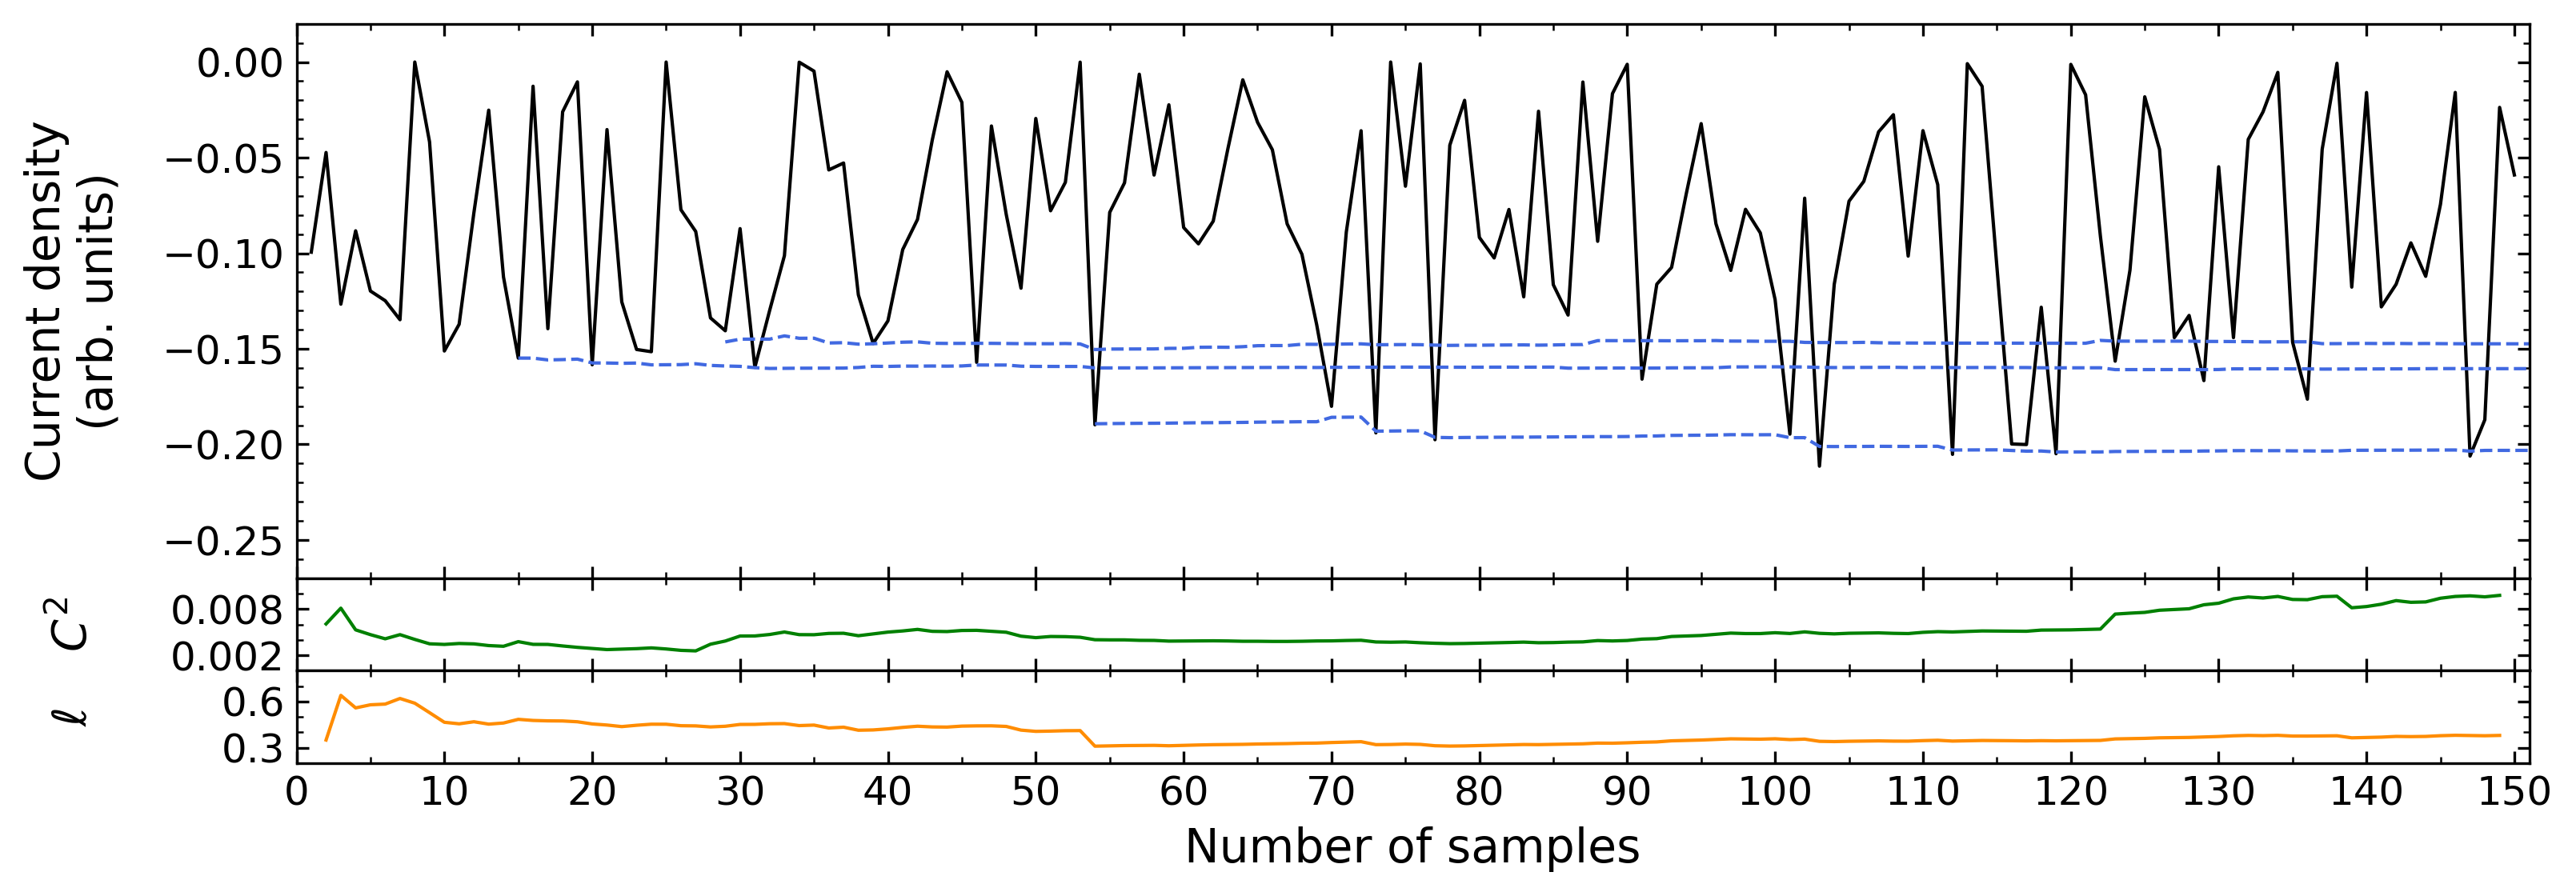 Current density
(arb. units)
0.00
−0.05
−0.10
−0.15
−0.20
−0.25
C²
0.008
0.002
ℓ
0.6
0.3
0 10 20 30 40 50 60 70 80 90 100 110 120 130 140 150
Number of samples